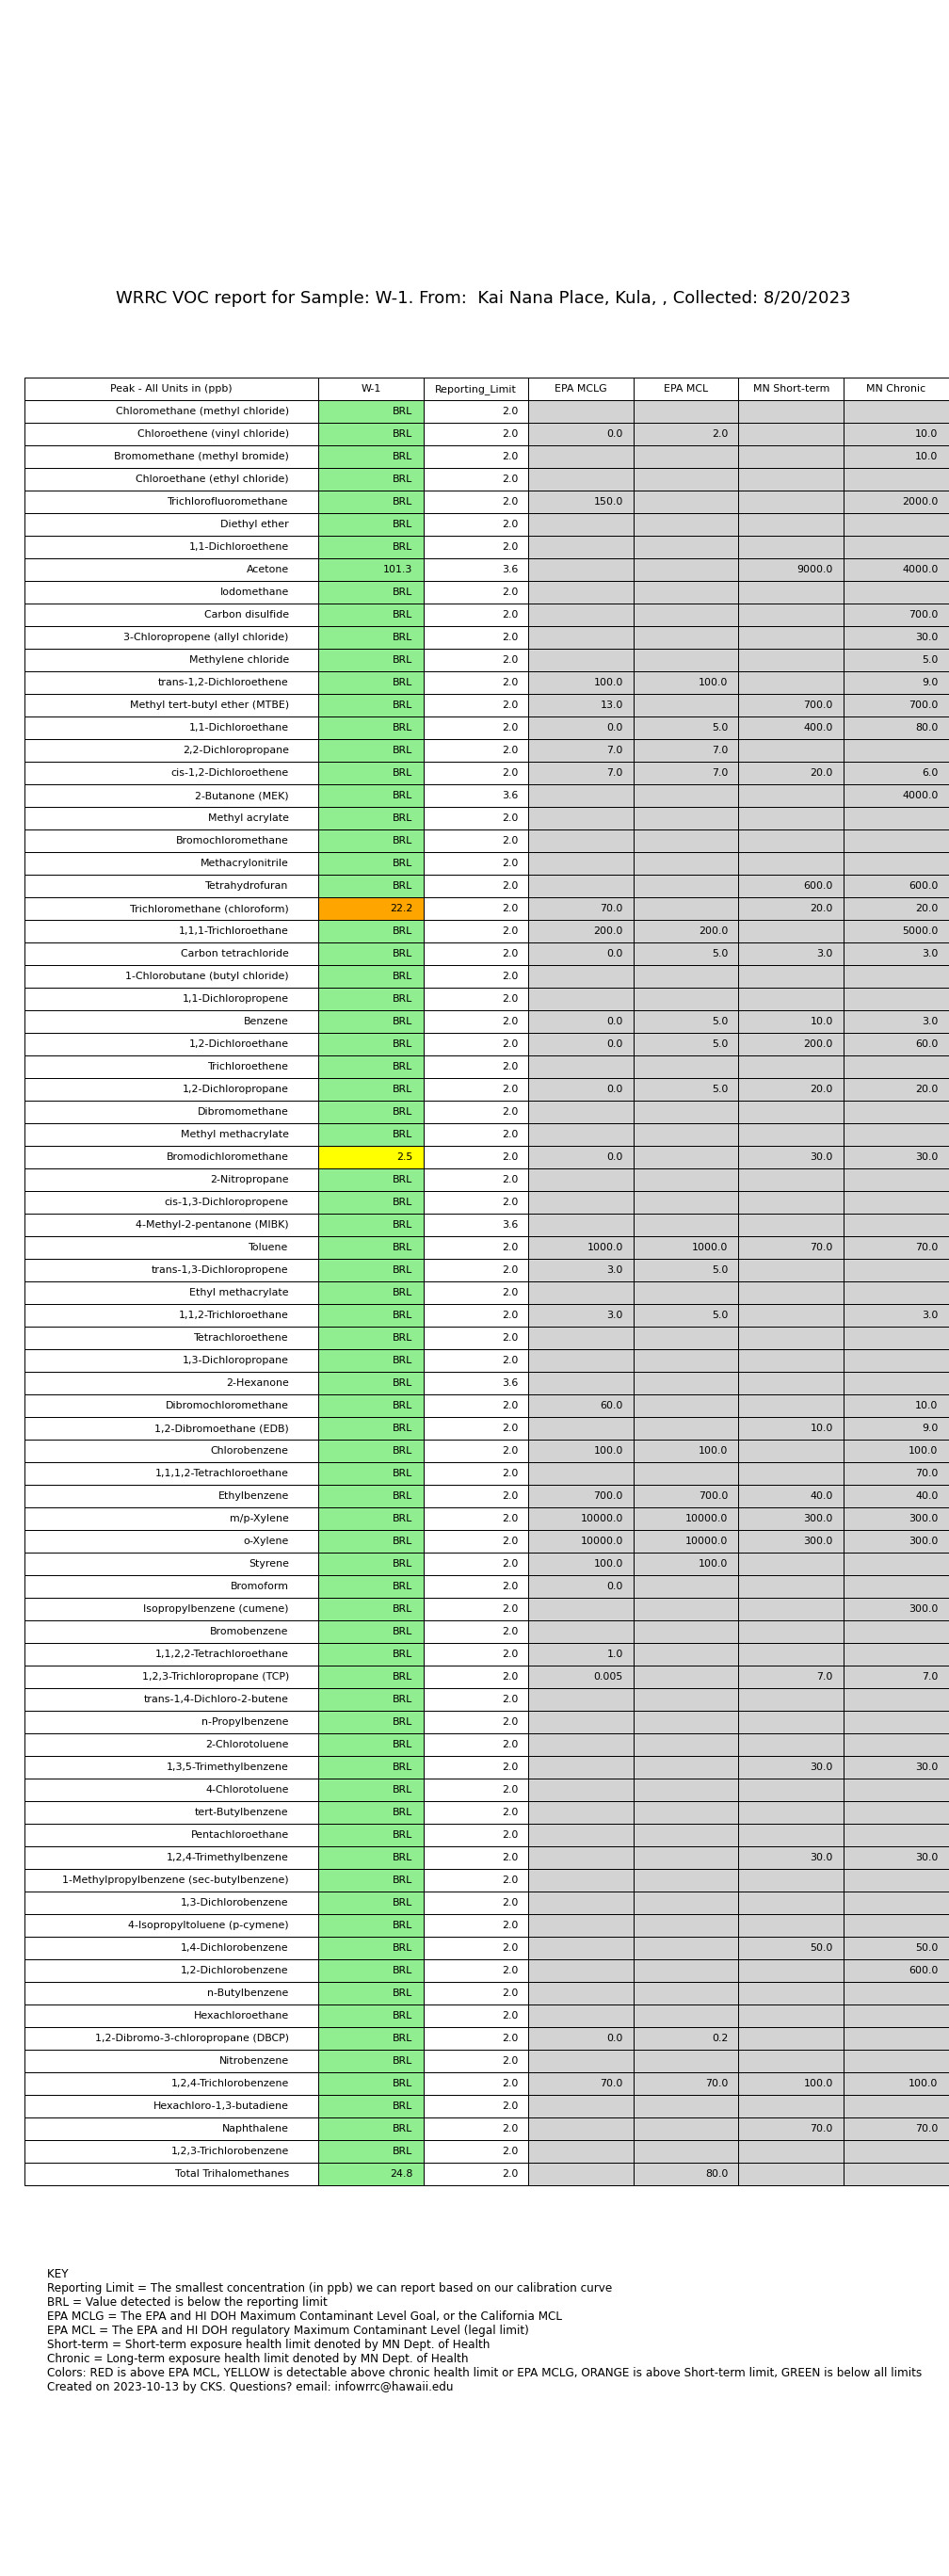 WRRC VOC report for Sample: W-1. From:  Kai Nana Place, Kula, , Collected: 8/20/2023
Peak - All Units in (ppb) W-1 Reporting_Limit EPA MCLG EPA MCL MN Short-term MN Chronic
Chloromethane (methyl chloride) BRL 2.0
Chloroethene (vinyl chloride) BRL 2.0 0.0 2.0 10.0
Bromomethane (methyl bromide) BRL 2.0 10.0
Chloroethane (ethyl chloride) BRL 2.0
Trichlorofluoromethane BRL 2.0 150.0 2000.0
Diethyl ether BRL 2.0
1,1-Dichloroethene BRL 2.0
Acetone 101.3 3.6 9000.0 4000.0
Iodomethane BRL 2.0
Carbon disulfide BRL 2.0 700.0
3-Chloropropene (allyl chloride) BRL 2.0 30.0
Methylene chloride BRL 2.0 5.0
trans-1,2-Dichloroethene BRL 2.0 100.0 100.0 9.0
Methyl tert-butyl ether (MTBE) BRL 2.0 13.0 700.0 700.0
1,1-Dichloroethane BRL 2.0 0.0 5.0 400.0 80.0
2,2-Dichloropropane BRL 2.0 7.0 7.0
cis-1,2-Dichloroethene BRL 2.0 7.0 7.0 20.0 6.0
2-Butanone (MEK) BRL 3.6 4000.0
Methyl acrylate BRL 2.0
Bromochloromethane BRL 2.0
Methacrylonitrile BRL 2.0
Tetrahydrofuran BRL 2.0 600.0 600.0
Trichloromethane (chloroform) 22.2 2.0 70.0 20.0 20.0
1,1,1-Trichloroethane BRL 2.0 200.0 200.0 5000.0
Carbon tetrachloride BRL 2.0 0.0 5.0 3.0 3.0
1-Chlorobutane (butyl chloride) BRL 2.0
1,1-Dichloropropene BRL 2.0
Benzene BRL 2.0 0.0 5.0 10.0 3.0
1,2-Dichloroethane BRL 2.0 0.0 5.0 200.0 60.0
Trichloroethene BRL 2.0
1,2-Dichloropropane BRL 2.0 0.0 5.0 20.0 20.0
Dibromomethane BRL 2.0
Methyl methacrylate BRL 2.0
Bromodichloromethane 2.5 2.0 0.0 30.0 30.0
2-Nitropropane BRL 2.0
cis-1,3-Dichloropropene BRL 2.0
4-Methyl-2-pentanone (MIBK) BRL 3.6
Toluene BRL 2.0 1000.0 1000.0 70.0 70.0
trans-1,3-Dichloropropene BRL 2.0 3.0 5.0
Ethyl methacrylate BRL 2.0
1,1,2-Trichloroethane BRL 2.0 3.0 5.0 3.0
Tetrachloroethene BRL 2.0
1,3-Dichloropropane BRL 2.0
2-Hexanone BRL 3.6
Dibromochloromethane BRL 2.0 60.0 10.0
1,2-Dibromoethane (EDB) BRL 2.0 10.0 9.0
Chlorobenzene BRL 2.0 100.0 100.0 100.0
1,1,1,2-Tetrachloroethane BRL 2.0 70.0
Ethylbenzene BRL 2.0 700.0 700.0 40.0 40.0
m/p-Xylene BRL 2.0 10000.0 10000.0 300.0 300.0
o-Xylene BRL 2.0 10000.0 10000.0 300.0 300.0
Styrene BRL 2.0 100.0 100.0
Bromoform BRL 2.0 0.0
Isopropylbenzene (cumene) BRL 2.0 300.0
Bromobenzene BRL 2.0
1,1,2,2-Tetrachloroethane BRL 2.0 1.0
1,2,3-Trichloropropane (TCP) BRL 2.0 0.005 7.0 7.0
trans-1,4-Dichloro-2-butene BRL 2.0
n-Propylbenzene BRL 2.0
2-Chlorotoluene BRL 2.0
1,3,5-Trimethylbenzene BRL 2.0 30.0 30.0
4-Chlorotoluene BRL 2.0
tert-Butylbenzene BRL 2.0
Pentachloroethane BRL 2.0
1,2,4-Trimethylbenzene BRL 2.0 30.0 30.0
1-Methylpropylbenzene (sec-butylbenzene) BRL 2.0
1,3-Dichlorobenzene BRL 2.0
4-Isopropyltoluene (p-cymene) BRL 2.0
1,4-Dichlorobenzene BRL 2.0 50.0 50.0
1,2-Dichlorobenzene BRL 2.0 600.0
n-Butylbenzene BRL 2.0
Hexachloroethane BRL 2.0
1,2-Dibromo-3-chloropropane (DBCP) BRL 2.0 0.0 0.2
Nitrobenzene BRL 2.0
1,2,4-Trichlorobenzene BRL 2.0 70.0 70.0 100.0 100.0
Hexachloro-1,3-butadiene BRL 2.0
Naphthalene BRL 2.0 70.0 70.0
1,2,3-Trichlorobenzene BRL 2.0
Total Trihalomethanes 24.8 2.0 80.0
KEY
Reporting Limit = The smallest concentration (in ppb) we can report based on our calibration curve
BRL = Value detected is below the reporting limit
EPA MCLG = The EPA and HI DOH Maximum Contaminant Level Goal, or the California MCL
EPA MCL = The EPA and HI DOH regulatory Maximum Contaminant Level (legal limit)
Short-term = Short-term exposure health limit denoted by MN Dept. of Health
Chronic = Long-term exposure health limit denoted by MN Dept. of Health
Colors: RED is above EPA MCL, YELLOW is detectable above chronic health limit or EPA MCLG, ORANGE is above Short-term limit, GREEN is below all limits
Created on 2023-10-13 by CKS. Questions? email: infowrrc@hawaii.edu